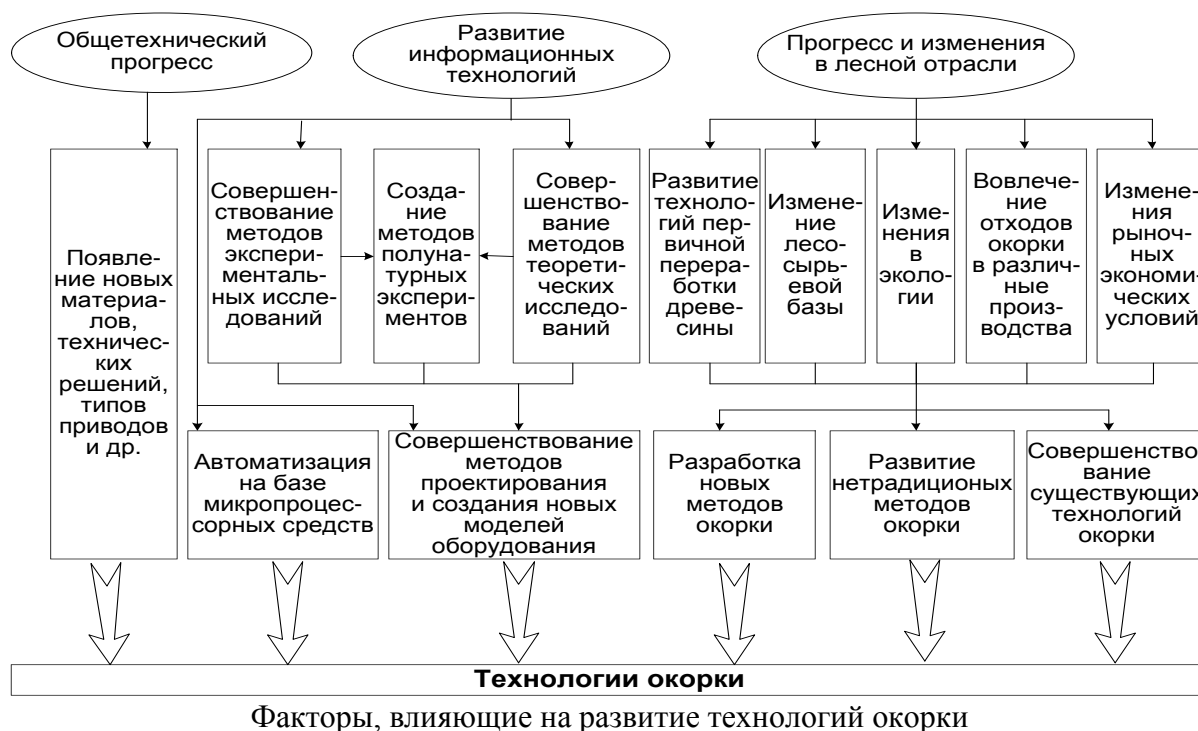 Общетехнический
прогресс
Развитие
информационных
технологий
Прогресс и изменения
в лесной отрасли
Появле-
ние новых
материа-
лов,
техничес-
ких
решений,
типов
приводов
и др.
Совершен-
ствование
методов
экспери-
менталь-
ных иссле-
дований
Созда-
ние
методов
полуна-
турных
экспери-
ментов
Совер-
шенство-
вание
методов
теорети-
ческих
исследо-
ваний
Развитие
техноло-
гий пер-
вичной
перера-
ботки
древе-
сины
Изме-
нение
лесо-
сырь-
евой
базы
Изме-
нения
в эко-
логии
Вовлече-
ние
отходов
окорки
в различ-
ные
произ-
водства
Измене-
ния
рыноч-
ных
экономи-
ческих
условий
Автоматизация
на базе
микропроцес-
сорных средств
Совершенствование
методов
проектирования
и создания новых
моделей
оборудования
Разработка
новых
методов
окорки
Развитие
нетрадиционых
методов
окорки
Совершенство-
вание
существующих
технологий
окорки
Технологии окорки
Факторы, влияющие на развитие технологий окорки